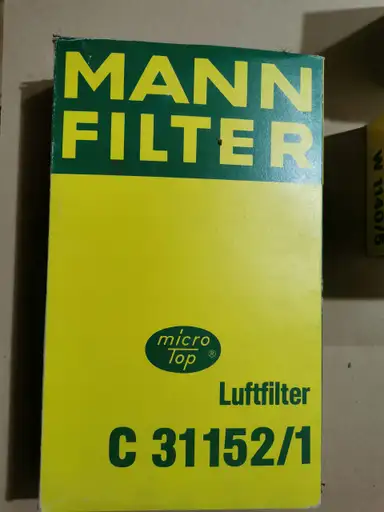 MANN
FILTER
micro
Top ®
Luftfilter
C 31152/1